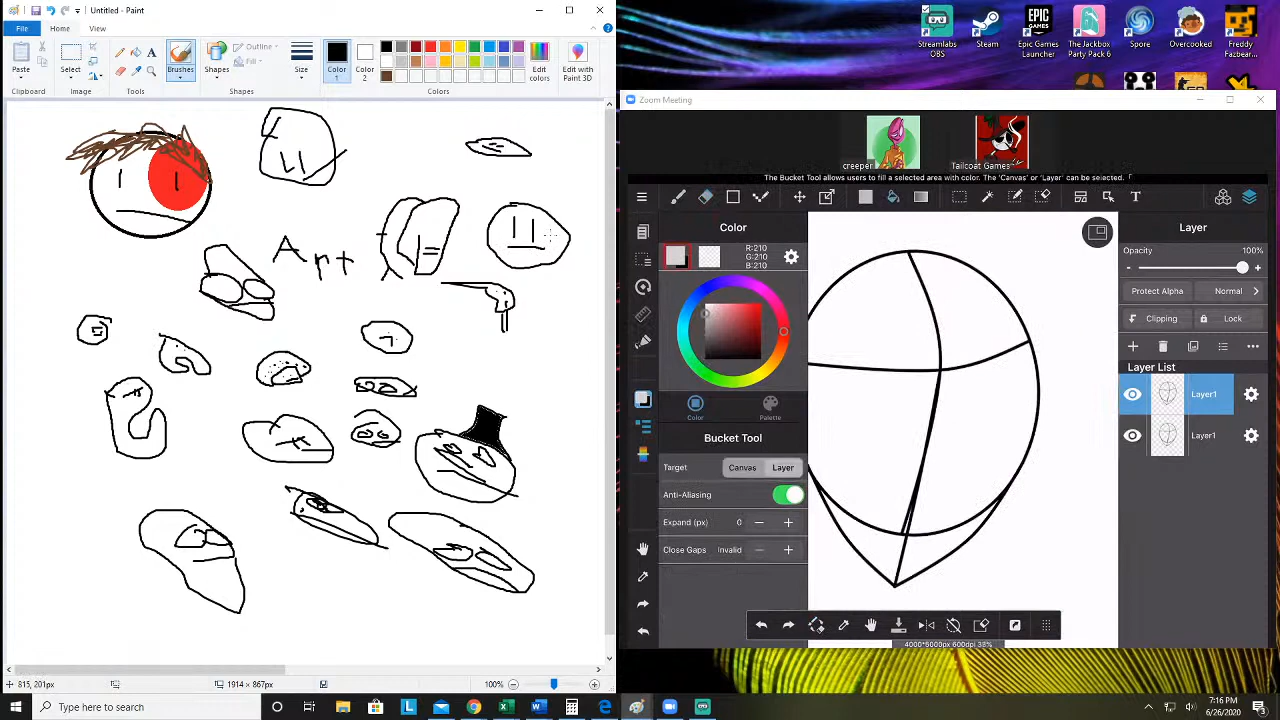 Untitled - Paint
File
Home
View
Paste
Select
Brushes
Shapes
Outline
Fill
Size
Color
1
Color
Edit
colors
Edit with
Paint 3D
Clipboard
Image
Tools
Shapes
Colors
Art
815, 201px
1914 × 867px
100%
Type here to search
Streamlabs
OBS
Steam
Epic Games
Launcher
The Jackbox
Party Pack 6
Spore
Overcooked
Freddy
Fazbear...
Zoom Meeting
creeper
Tailcoat Games
The Bucket Tool allows users to fill a selected area with color. The 'Canvas' or 'Layer' can be selected.
Color
R:210
G:210
B:210
Color
Palette
Bucket Tool
Target
Canvas
Layer
Anti-Aliasing
Expand (px)
0
Close Gaps
Invalid
4000*5000px 600dpi 38%
Layer
Opacity
100%
Protect Alpha
Normal
Clipping
Lock
Layer List
Layer1
Layer1
7:16 PM
6/26/2020